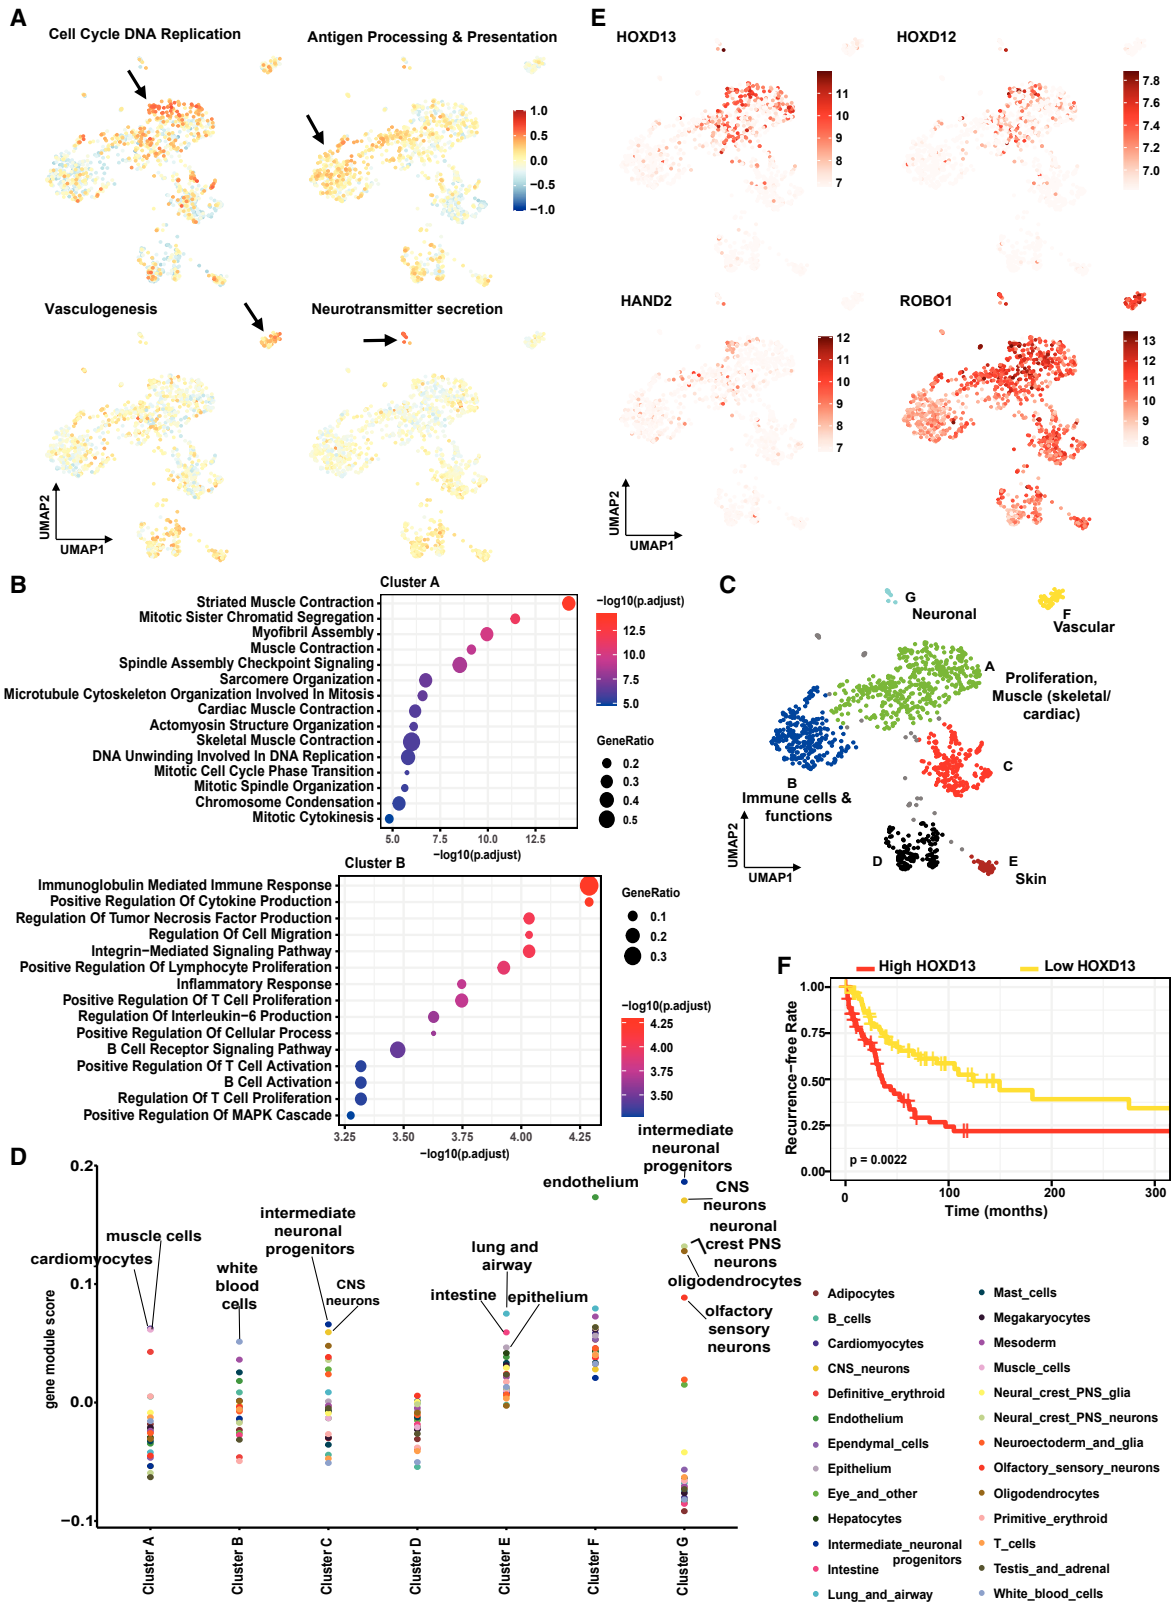 A
Cell Cycle DNA Replication
Antigen Processing & Presentation
1.0
0.5
0.0
−0.5
−1.0
Vasculogenesis
Neurotransmitter secretion
UMAP2
UMAP1
E
HOXD13
11
10
9
8
7
HOXD12
7.8
7.6
7.4
7.2
7.0
HAND2
12
11
10
9
8
7
ROBO1
13
12
11
10
9
8
UMAP2
UMAP1
B
Cluster A
Striated Muscle Contraction
Mitotic Sister Chromatid Segregation
Myofibril Assembly
Muscle Contraction
Spindle Assembly Checkpoint Signaling
Sarcomere Organization
Microtubule Cytoskeleton Organization Involved In Mitosis
Cardiac Muscle Contraction
Actomyosin Structure Organization
Skeletal Muscle Contraction
DNA Unwinding Involved In DNA Replication
Mitotic Cell Cycle Phase Transition
Mitotic Spindle Organization
Chromosome Condensation
Mitotic Cytokinesis
5.0
7.5
10.0
12.5
−log10(p.adjust)
−log10(p.adjust)
12.5
10.0
7.5
5.0
GeneRatio
0.2
0.3
0.4
0.5
Cluster B
Immunoglobulin Mediated Immune Response
Positive Regulation Of Cytokine Production
Regulation Of Tumor Necrosis Factor Production
Regulation Of Cell Migration
Integrin−Mediated Signaling Pathway
Positive Regulation Of Lymphocyte Proliferation
Inflammatory Response
Positive Regulation Of T Cell Proliferation
Regulation Of Interleukin−6 Production
Positive Regulation Of Cellular Process
B Cell Receptor Signaling Pathway
Positive Regulation Of T Cell Activation
B Cell Activation
Regulation Of T Cell Proliferation
Positive Regulation Of MAPK Cascade
3.25
3.50
3.75
4.00
4.25
−log10(p.adjust)
GeneRatio
0.1
0.2
0.3
−log10(p.adjust)
4.25
4.00
3.75
3.50
C
G
Neuronal
F
Vascular
A
Proliferation,
Muscle (skeletal/
cardiac)
B
Immune cells &
functions
C
D
E
Skin
UMAP2
UMAP1
F
High HOXD13
Low HOXD13
Recurrence−free Rate
1.00
0.75
0.50
0.25
0.00
p = 0.0022
0
100
200
300
Time (months)
D
gene module score
0.2
0.1
0.0
−0.1
muscle cells
cardiomyocytes
white
blood
cells
intermediate
neuronal
progenitors
CNS
neurons
lung and
airway
intestine
epithelium
endothelium
intermediate
neuronal
progenitors
CNS
neurons
neuronal
crest PNS
neurons
oligodendrocytes
olfactory
sensory
neurons
Cluster A
Cluster B
Cluster C
Cluster D
Cluster E
Cluster F
Cluster G
Adipocytes
B_cells
Cardiomyocytes
CNS_neurons
Definitive_erythroid
Endothelium
Ependymal_cells
Epithelium
Eye_and_other
Hepatocytes
Intermediate_neuronal
progenitors
Intestine
Lung_and_airway
Mast_cells
Megakaryocytes
Mesoderm
Muscle_cells
Neural_crest_PNS_glia
Neural_crest_PNS_neurons
Neuroectoderm_and_glia
Olfactory_sensory_neurons
Oligodendrocytes
Primitive_erythroid
T_cells
Testis_and_adrenal
White_blood_cells